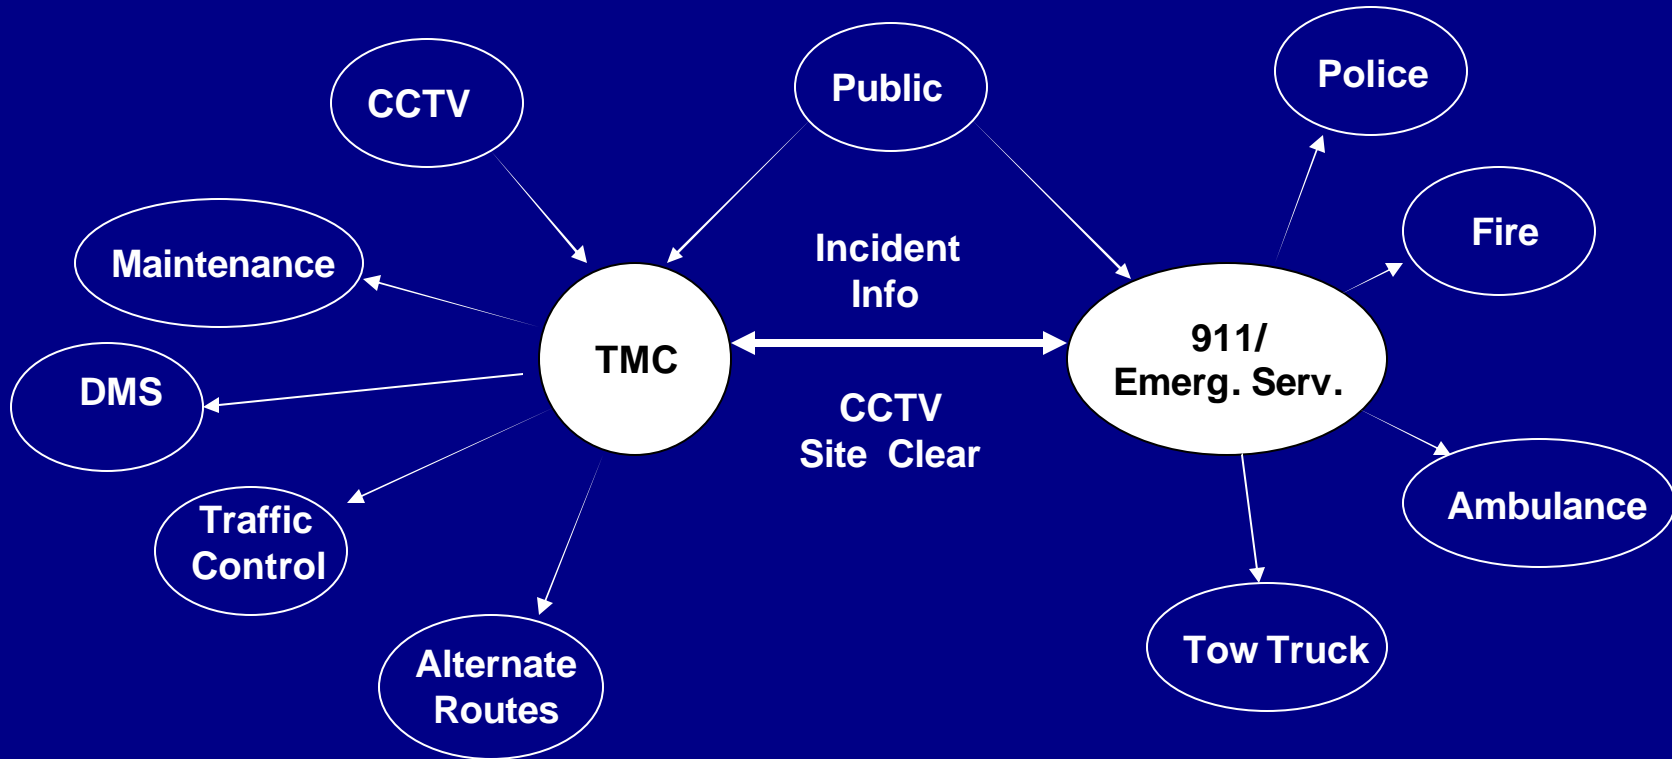 CCTV
Public
Police
Maintenance
Incident
Info
Fire
TMC
911/
Emerg. Serv.
DMS
CCTV
Site Clear
Traffic
Control
Ambulance
Alternate
Routes
Tow Truck